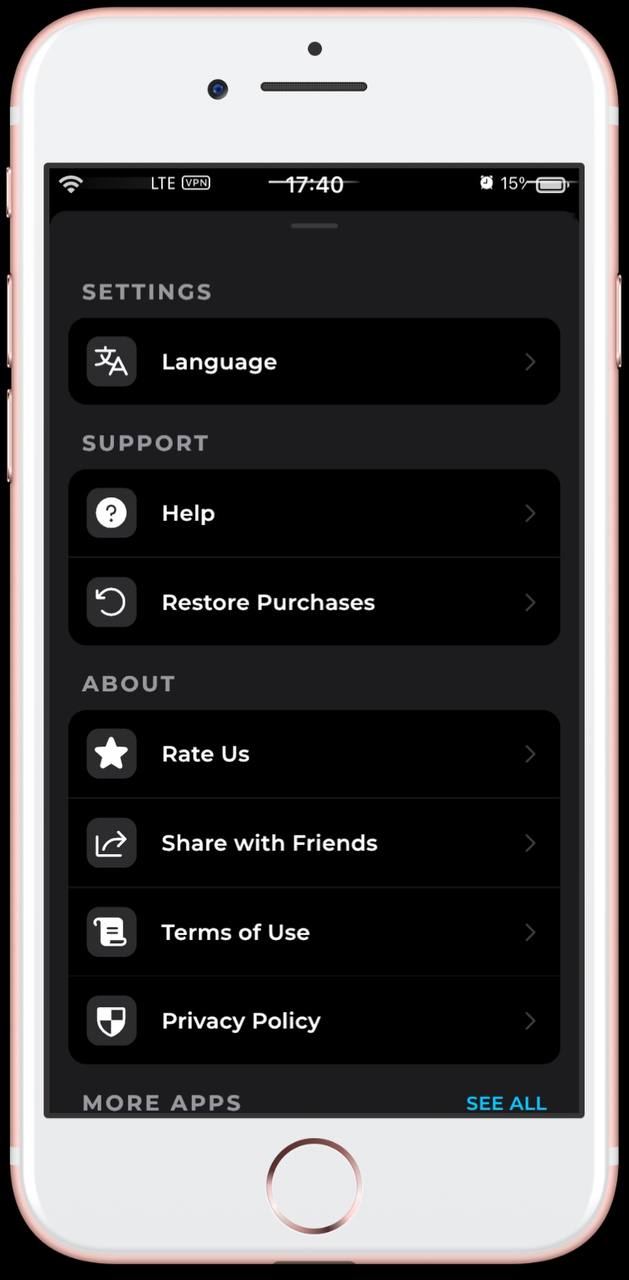 LTE VPN 17:40 15%
SETTINGS
Language
SUPPORT
Help
Restore Purchases
ABOUT
Rate Us
Share with Friends
Terms of Use
Privacy Policy
MORE APPS SEE ALL